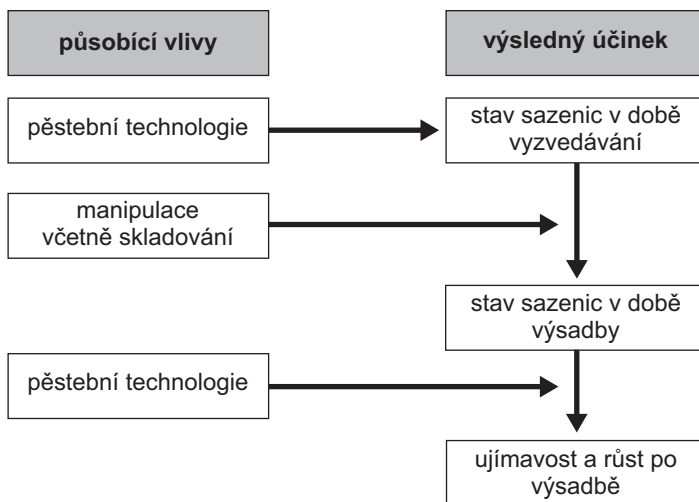 působící vlivy
výsledný účinek
pěstební technologie
stav sazenic v době
vyzvedávání
manipulace
včetně skladování
stav sazenic v době
výsadby
pěstební technologie
ujímavost a růst po
výsadbě